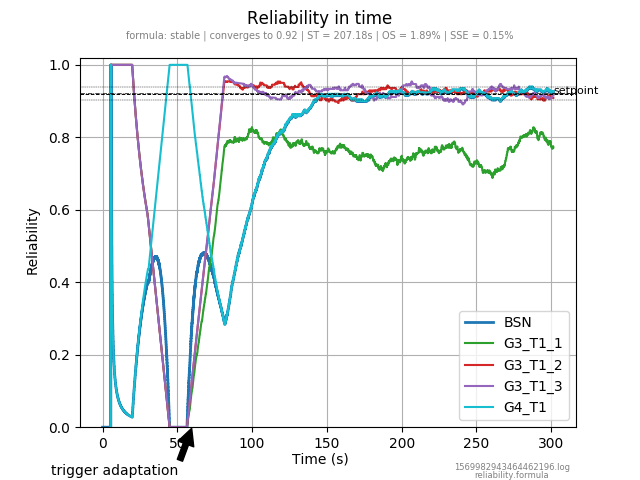 Reliability in time
formula: stable | converges to 0.92 | ST = 207.18s | OS = 1.89% | SSE = 0.15%
1.0
setpoint
0.8
0.6
Reliability
0.4
0.2
0.0
BSN
G3_T1_1
G3_T1_2
G3_T1_3
G4_T1
0 50 100 150 200 250 300
Time (s)
trigger adaptation
1569982943464462196.log
reliability.formula